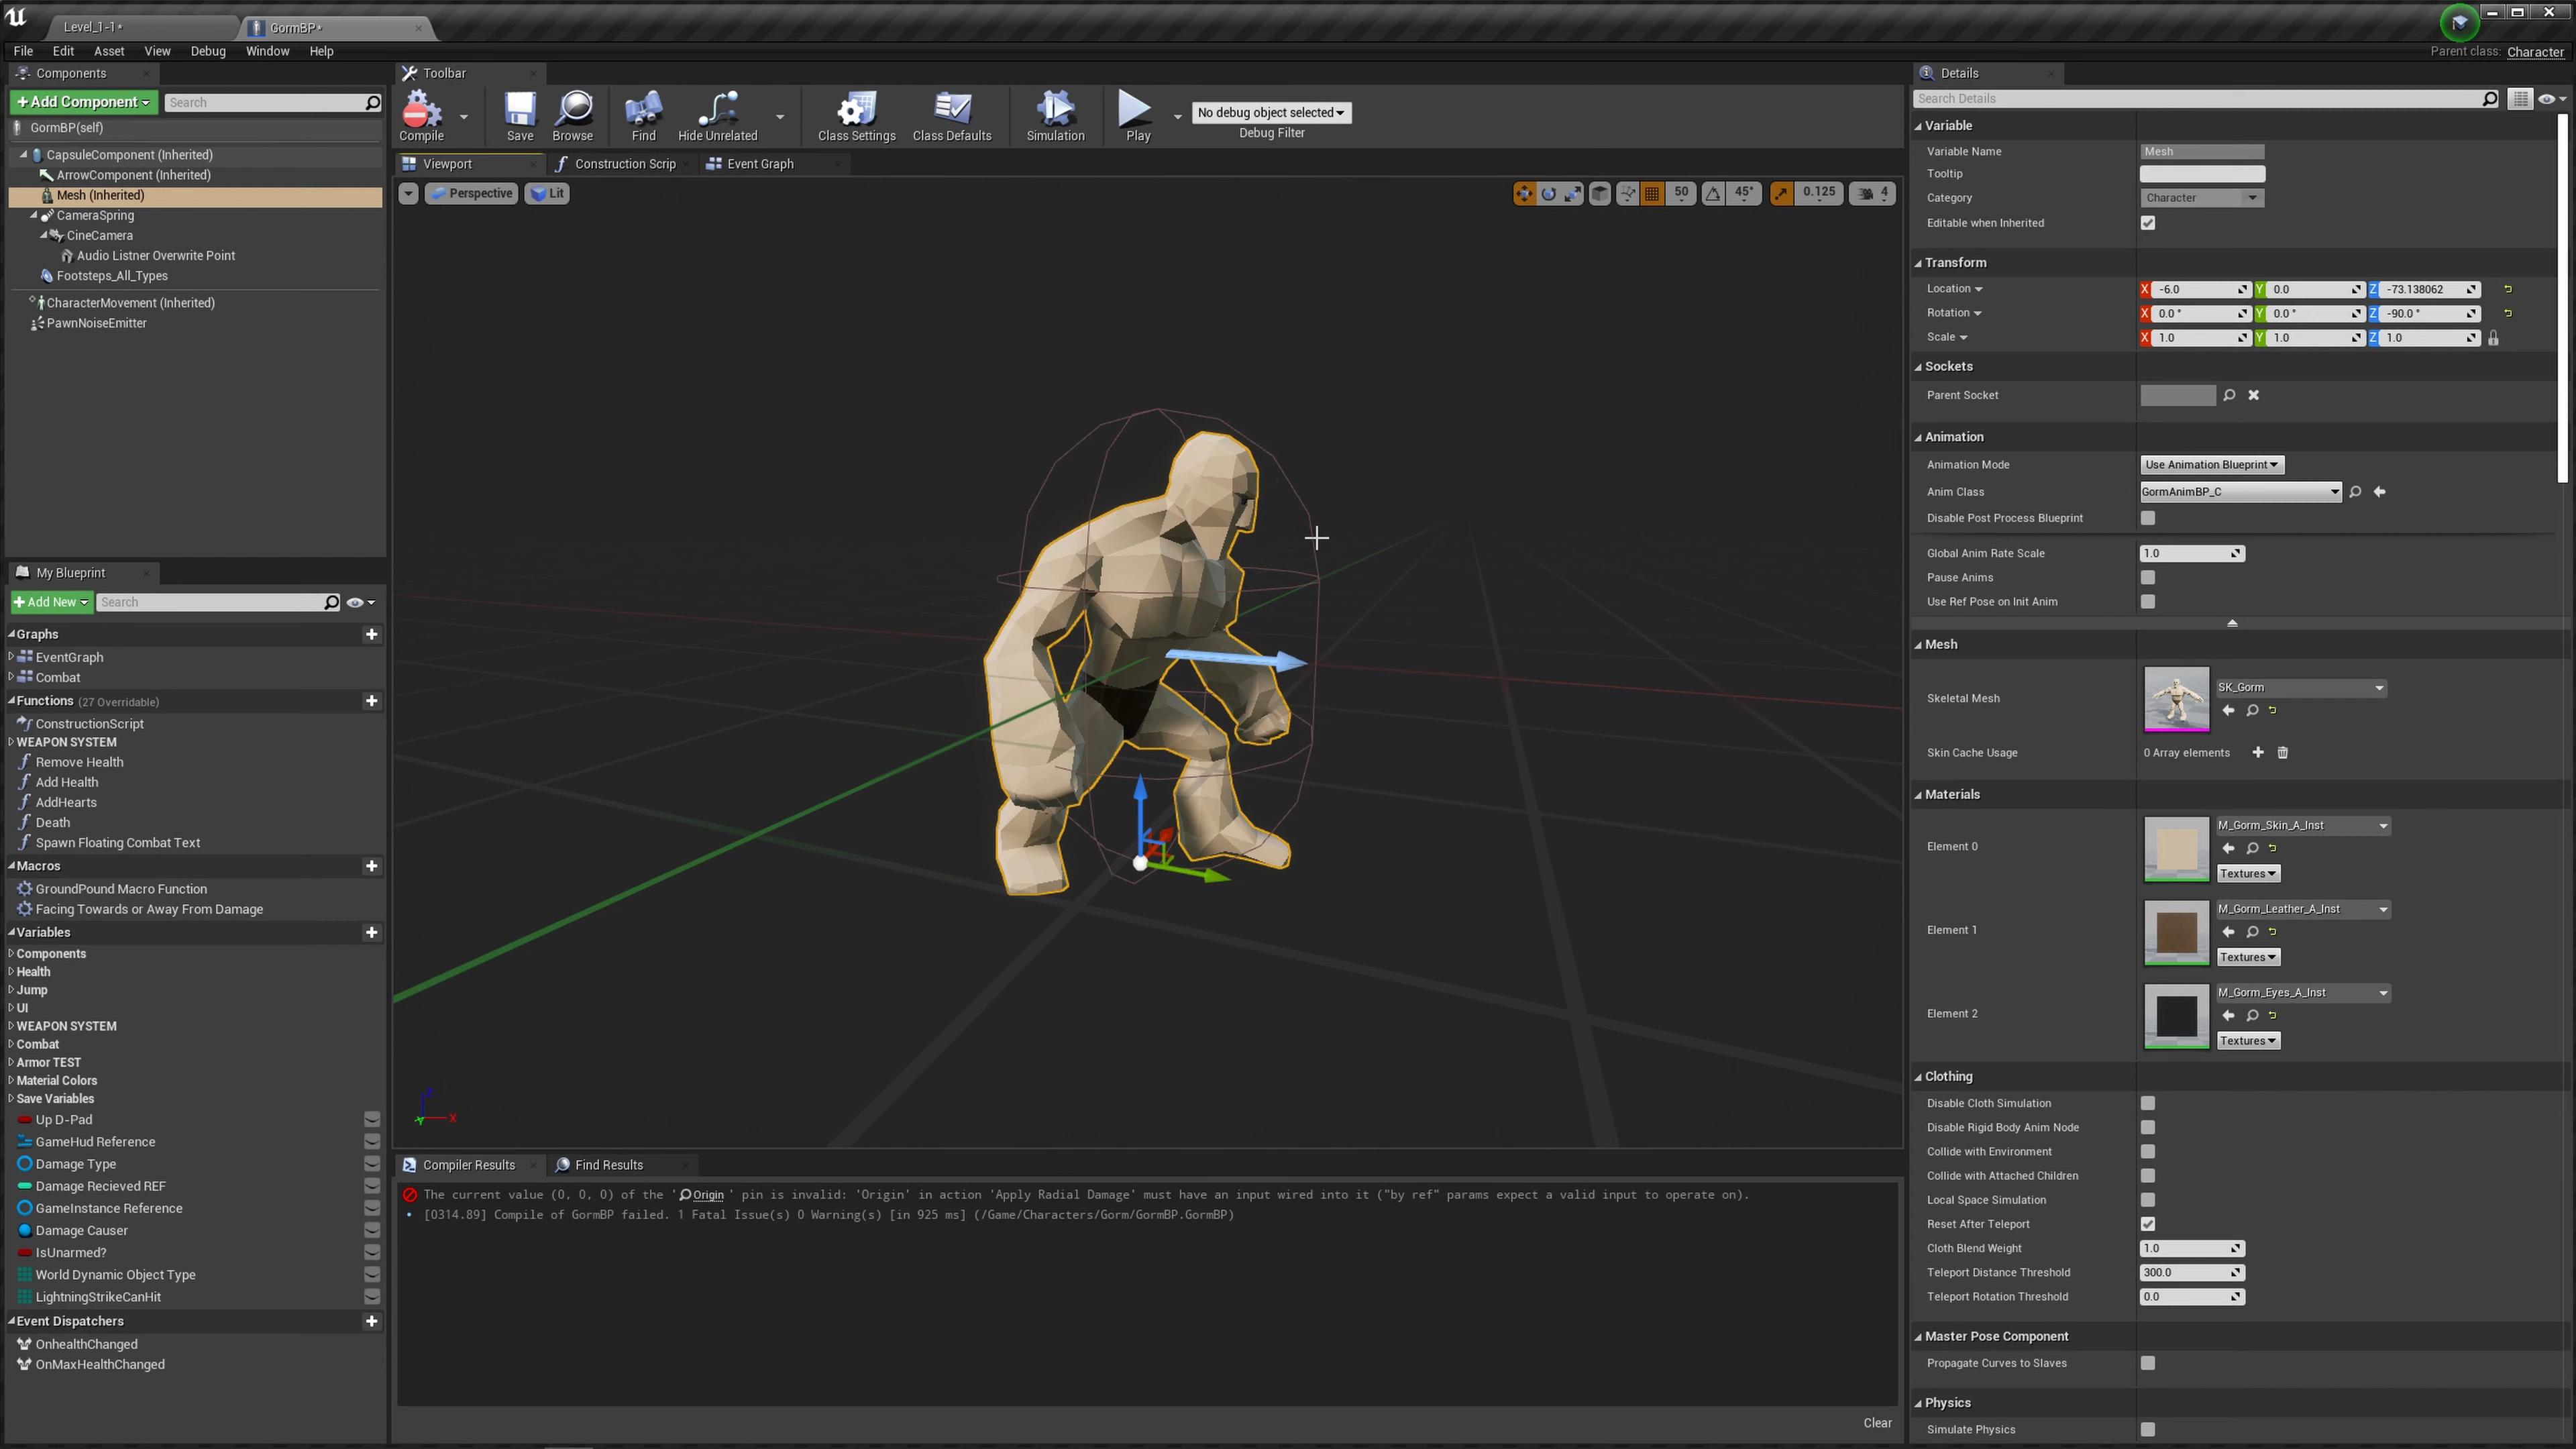 Level_1-1*
GormBP*
File Edit Asset View Debug Window Help
Parent class: Character
Components
+Add Component
Search
GormBP(self)
CapsuleComponent (Inherited)
ArrowComponent (Inherited)
Mesh (Inherited)
CameraSpring
CineCamera
Audio Listner Overwrite Point
Footsteps_All_Types
CharacterMovement (Inherited)
PawnNoiseEmitter
My Blueprint
+Add New
Search
Graphs
EventGraph
Combat
Functions (27 Overridable)
ConstructionScript
WEAPON SYSTEM
Remove Health
Add Health
AddHearts
Death
Spawn Floating Combat Text
Macros
GroundPound Macro Function
Facing Towards or Away From Damage
Variables
Components
Health
Jump
UI
WEAPON SYSTEM
Combat
Armor TEST
Material Colors
Save Variables
Up D-Pad
GameHud Reference
Damage Type
Damage Recieved REF
GameInstance Reference
Damage Causer
IsUnarmed?
World Dynamic Object Type
LightningStrikeCanHit
Event Dispatchers
OnhealthChanged
OnMaxHealthChanged
Toolbar
Compile
Save
Browse
Find
Hide Unrelated
Class Settings
Class Defaults
Simulation
Play
No debug object selected
Debug Filter
Viewport
Construction Scrip
Event Graph
Perspective
Lit
50
45°
0.125
4
X
Compiler Results
Find Results
The current value (0, 0, 0) of the ' Origin ' pin is invalid: 'Origin' in action 'Apply Radial Damage' must have an input wired into it ("by ref" params expect a valid input to operate on).
[0314.89] Compile of GormBP failed. 1 Fatal Issue(s) 0 Warning(s) [in 925 ms] (/Game/Characters/Gorm/GormBP.GormBP)
Clear
Details
Search Details
Variable
Variable Name Mesh
Tooltip
Category Character
Editable when Inherited
Transform
Location X -6.0 Y 0.0 Z -73.138062
Rotation X 0.0 ° Y 0.0 ° Z -90.0 °
Scale X 1.0 Y 1.0 Z 1.0
Sockets
Parent Socket
Animation
Animation Mode Use Animation Blueprint
Anim Class GormAnimBP_C
Disable Post Process Blueprint
Global Anim Rate Scale 1.0
Pause Anims
Use Ref Pose on Init Anim
Mesh
Skeletal Mesh SK_Gorm
Skin Cache Usage 0 Array elements
Materials
Element 0 M_Gorm_Skin_A_Inst
Textures
Element 1 M_Gorm_Leather_A_Inst
Textures
Element 2 M_Gorm_Eyes_A_Inst
Textures
Clothing
Disable Cloth Simulation
Disable Rigid Body Anim Node
Collide with Environment
Collide with Attached Children
Local Space Simulation
Reset After Teleport
Cloth Blend Weight 1.0
Teleport Distance Threshold 300.0
Teleport Rotation Threshold 0.0
Master Pose Component
Propagate Curves to Slaves
Physics
Simulate Physics